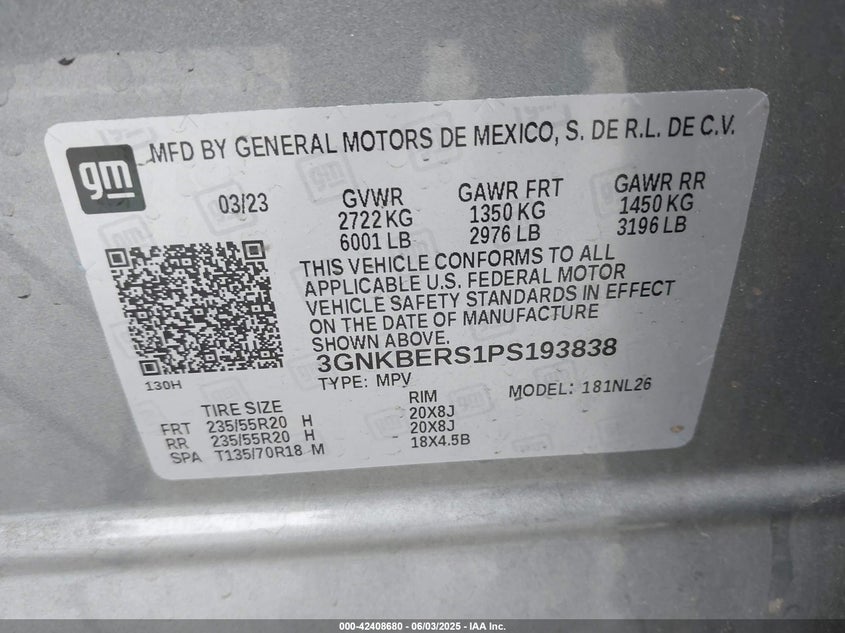 gm
MFD BY GENERAL MOTORS DE MEXICO, S. DE R.L. DE C.V.
03/23
GVWR GAWR FRT GAWR RR
2722 KG 1350 KG 1450 KG
6001 LB 2976 LB 3196 LB
THIS VEHICLE CONFORMS TO ALL
APPLICABLE U.S. FEDERAL MOTOR
VEHICLE SAFETY STANDARDS IN EFFECT
ON THE DATE OF MANUFACTURE
SHOWN ABOVE.
3GNKBERS1PS193838
130H
TYPE: MPV MODEL: 181NL26
TIRE SIZE RIM
FRT 235/55R20 H 20X8J
RR 235/55R20 H 20X8J
SPA T135/70R18 M 18X4.5B
000-42408680 - 06/03/2025 - IAA Inc.